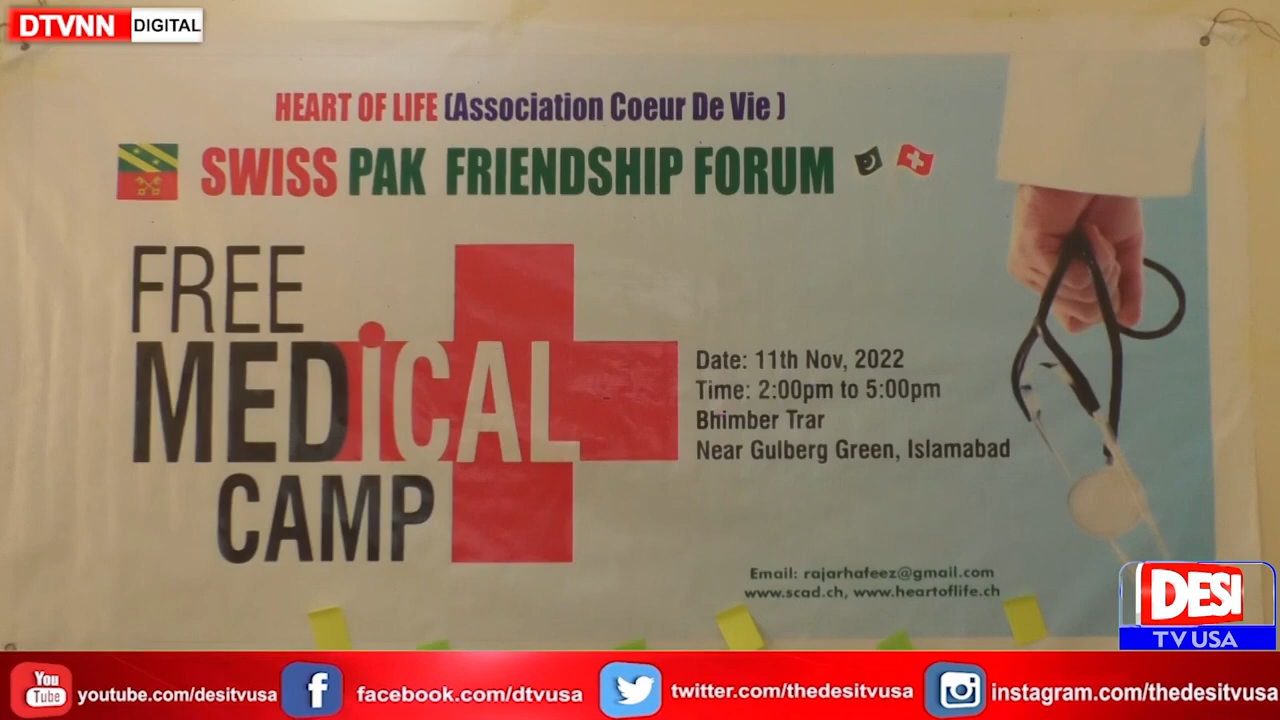 DTVNN DIGITAL
HEART OF LIFE (Association Coeur De Vie )
SWISS PAK FRIENDSHIP FORUM
FREE
MEDiCAL
CAMP
Date: 11th Nov, 2022
Time: 2:00pm to 5:00pm
Bhimber Trar
Near Gulberg Green, Islamabad
Email: rajarhafeez@gmail.com
www.scad.ch, www.heartoflife.ch
DESI
TV USA
You
Tube
youtube.com/desitvusa
f
facebook.com/dtvusa
twitter.com/thedesitvusa
instagram.com/thedesitvusa